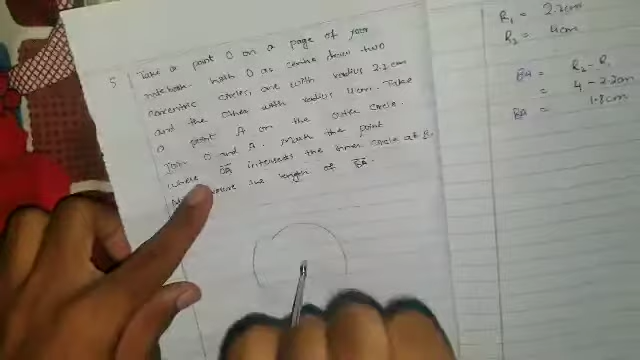 5 Take a point O on a page of your
notebook with O as centre draw two
concentric circles, one with radius 2.2cm
and the other with radius 4cm. Take
a point A on the outer circle.
Join O and A. Mark the point
where OA intersects the inner circle at B.
measure the length of BA.
R₁ = 2.2cm
R₂ = 4cm
BA = R₂ - R₁
= 4 - 2.2cm
BA = 1.8cm